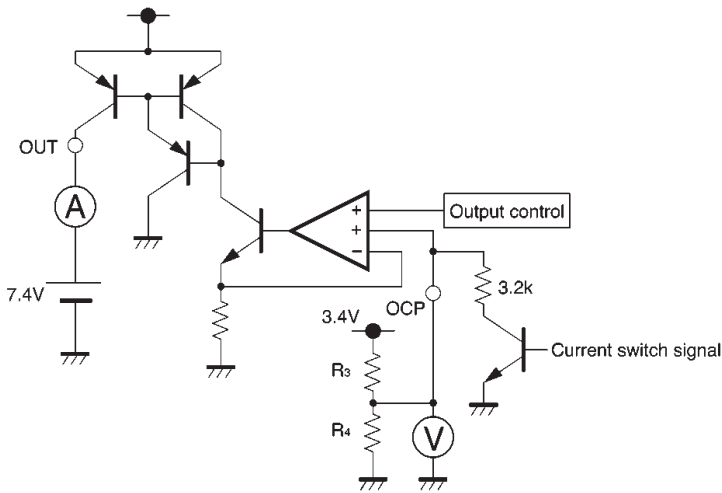 OUT
A
7.4V
+
+
−
Output control
3.2k
OCP
3.4V
Current switch signal
R3
R4
V